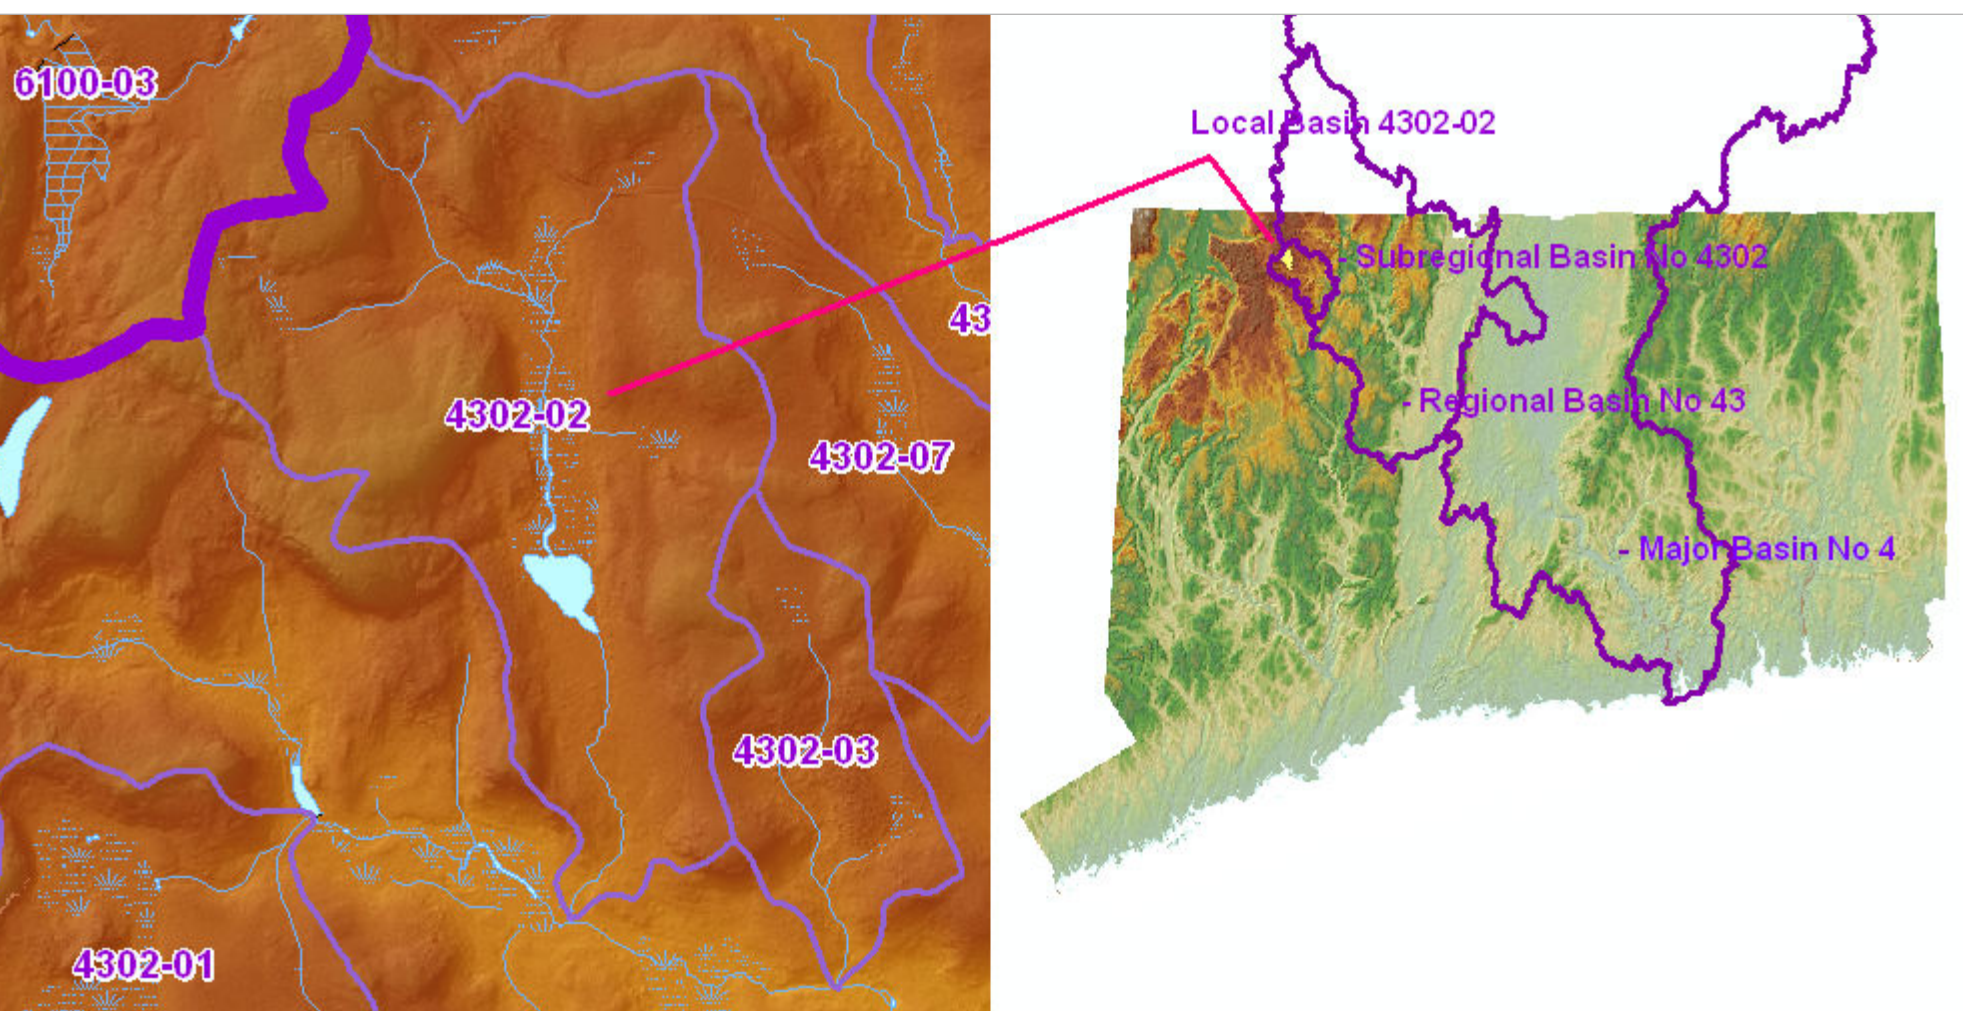 6100-03
43
4302-02
4302-07
4302-03
4302-01
Local Basin 4302-02
- Subregional Basin No 4302
- Regional Basin No 43
- Major Basin No 4